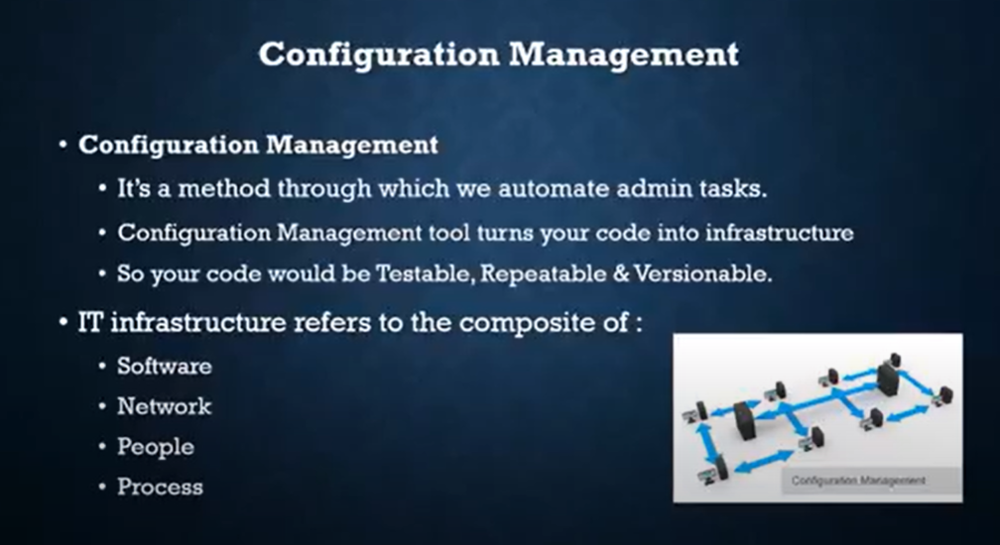 Configuration Management
• Configuration Management
• It's a method through which we automate admin tasks.
• Configuration Management tool turns your code into infrastructure
• So your code would be Testable, Repeatable & Versionable.
• IT infrastructure refers to the composite of :
• Software
• Network
• People
• Process
Configuration Management